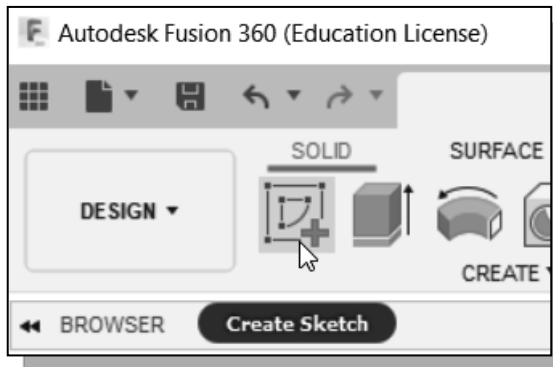 Autodesk Fusion 360 (Education License)
SOLID
SURFACE
DESIGN
CREATE
BROWSER
Create Sketch